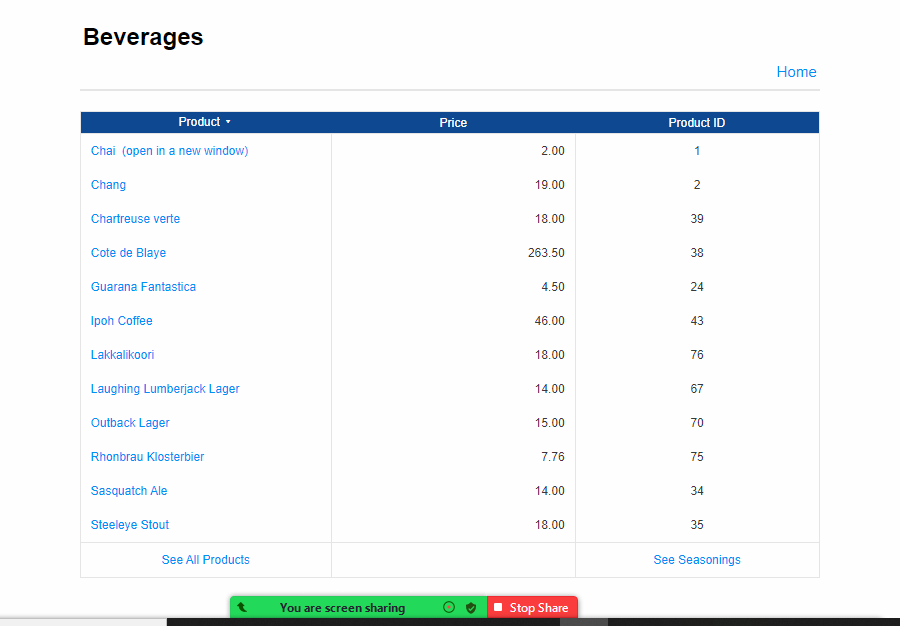 Beverages
Home
Product Price Product ID
Chai (open in a new window) 2.00 1
Chang 19.00 2
Chartreuse verte 18.00 39
Cote de Blaye 263.50 38
Guarana Fantastica 4.50 24
Ipoh Coffee 46.00 43
Lakkalikoori 18.00 76
Laughing Lumberjack Lager 14.00 67
Outback Lager 15.00 70
Rhonbrau Klosterbier 7.76 75
Sasquatch Ale 14.00 34
Steeleye Stout 18.00 35
See All Products See Seasonings
You are screen sharing Stop Share